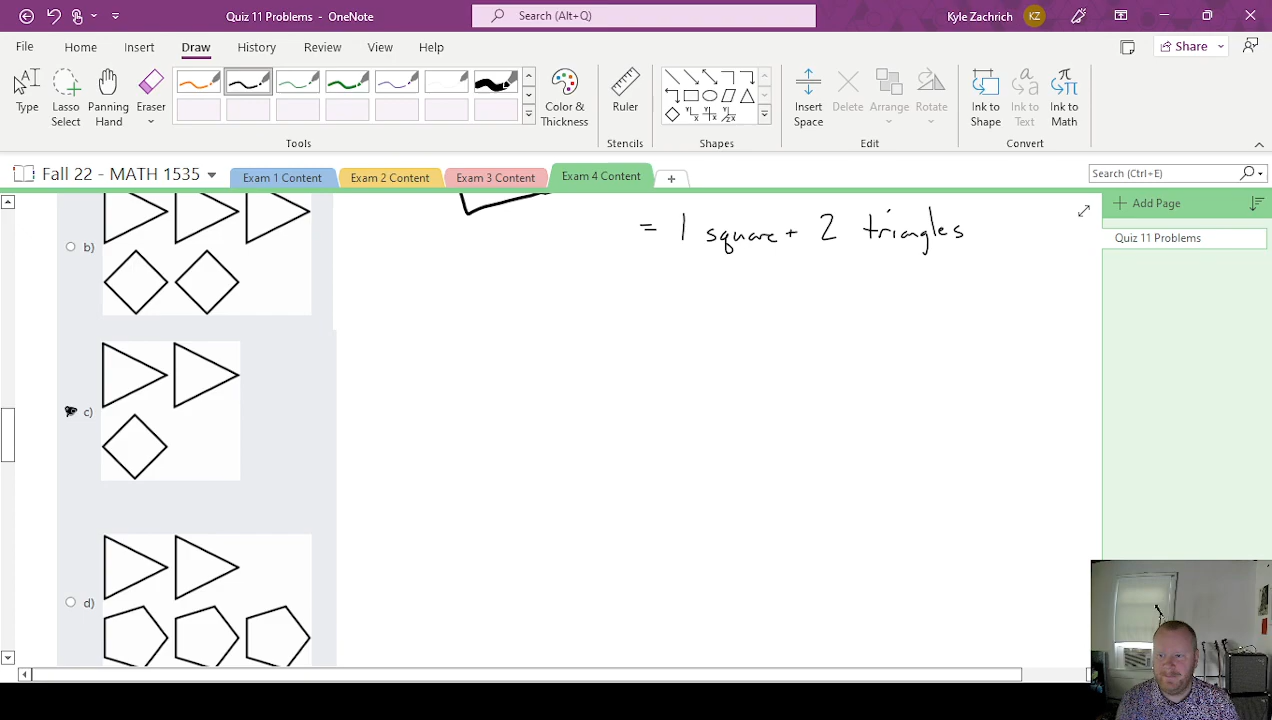 Quiz 11 Problems - OneNote
Search (Alt+Q)
Kyle Zachrich
KZ
File
Home
Insert
Draw
History
Review
View
Help
Share
Type
Lasso
Select
Panning
Hand
Eraser
Color &
Thickness
Ruler
Insert
Space
Delete
Arrange
Rotate
Ink to
Shape
Ink to
Text
Ink to
Math
Tools
Stencils
Shapes
Edit
Convert
Fall 22 - MATH 1535
Exam 1 Content
Exam 2 Content
Exam 3 Content
Exam 4 Content
Search (Ctrl+E)
Add Page
Quiz 11 Problems
= 1 square + 2 triangles
b)
c)
d)